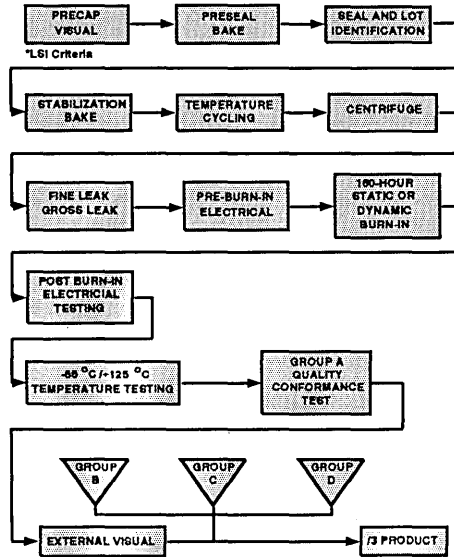 PRECAP
VISUAL
PRESEAL
BAKE
SEAL AND LOT
IDENTIFICATION
*LSI Criteria
STABILIZATION
BAKE
TEMPERATURE
CYCLING
CENTRIFUGE
FINE LEAK
GROSS LEAK
PRE-BURN-IN
ELECTRICAL
160-HOUR
STATIC OR
DYNAMIC
BURN-IN
POST BURN-IN
ELECTRICIAL
TESTING
-55 °C/+125 °C
TEMPERATURE TESTING
GROUP A
QUALITY
CONFORMANCE
TEST
GROUP
B
GROUP
C
GROUP
D
EXTERNAL VISUAL
/3 PRODUCT